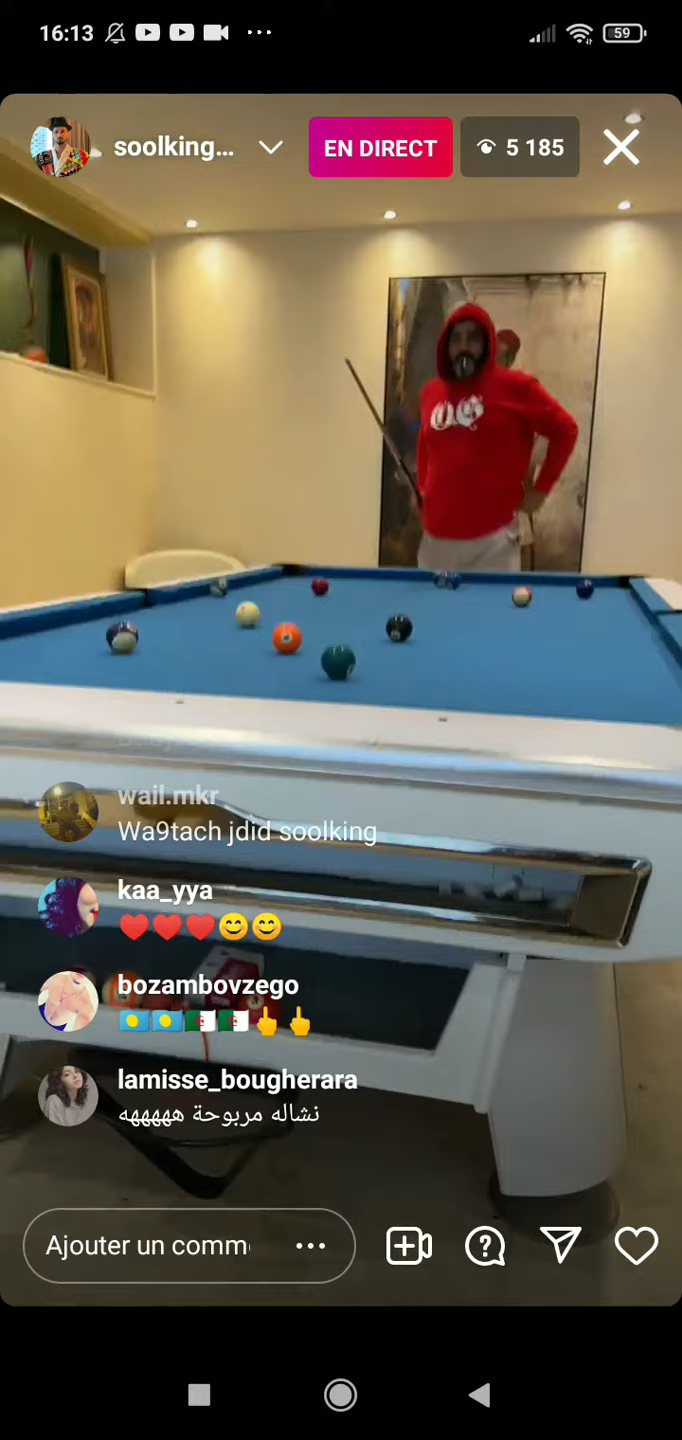 16:13
59
soolking...
EN DIRECT
5 185
OG
wail.mkr
Wa9tach jdid soolking
kaa_yya
❤️❤️❤️😊😊
bozambovzego
🇵🇼🇵🇼🇩🇿🇩🇿🖕🖕
lamisse_bougherara
نشاله مربوحة هههههه
Ajouter un comm